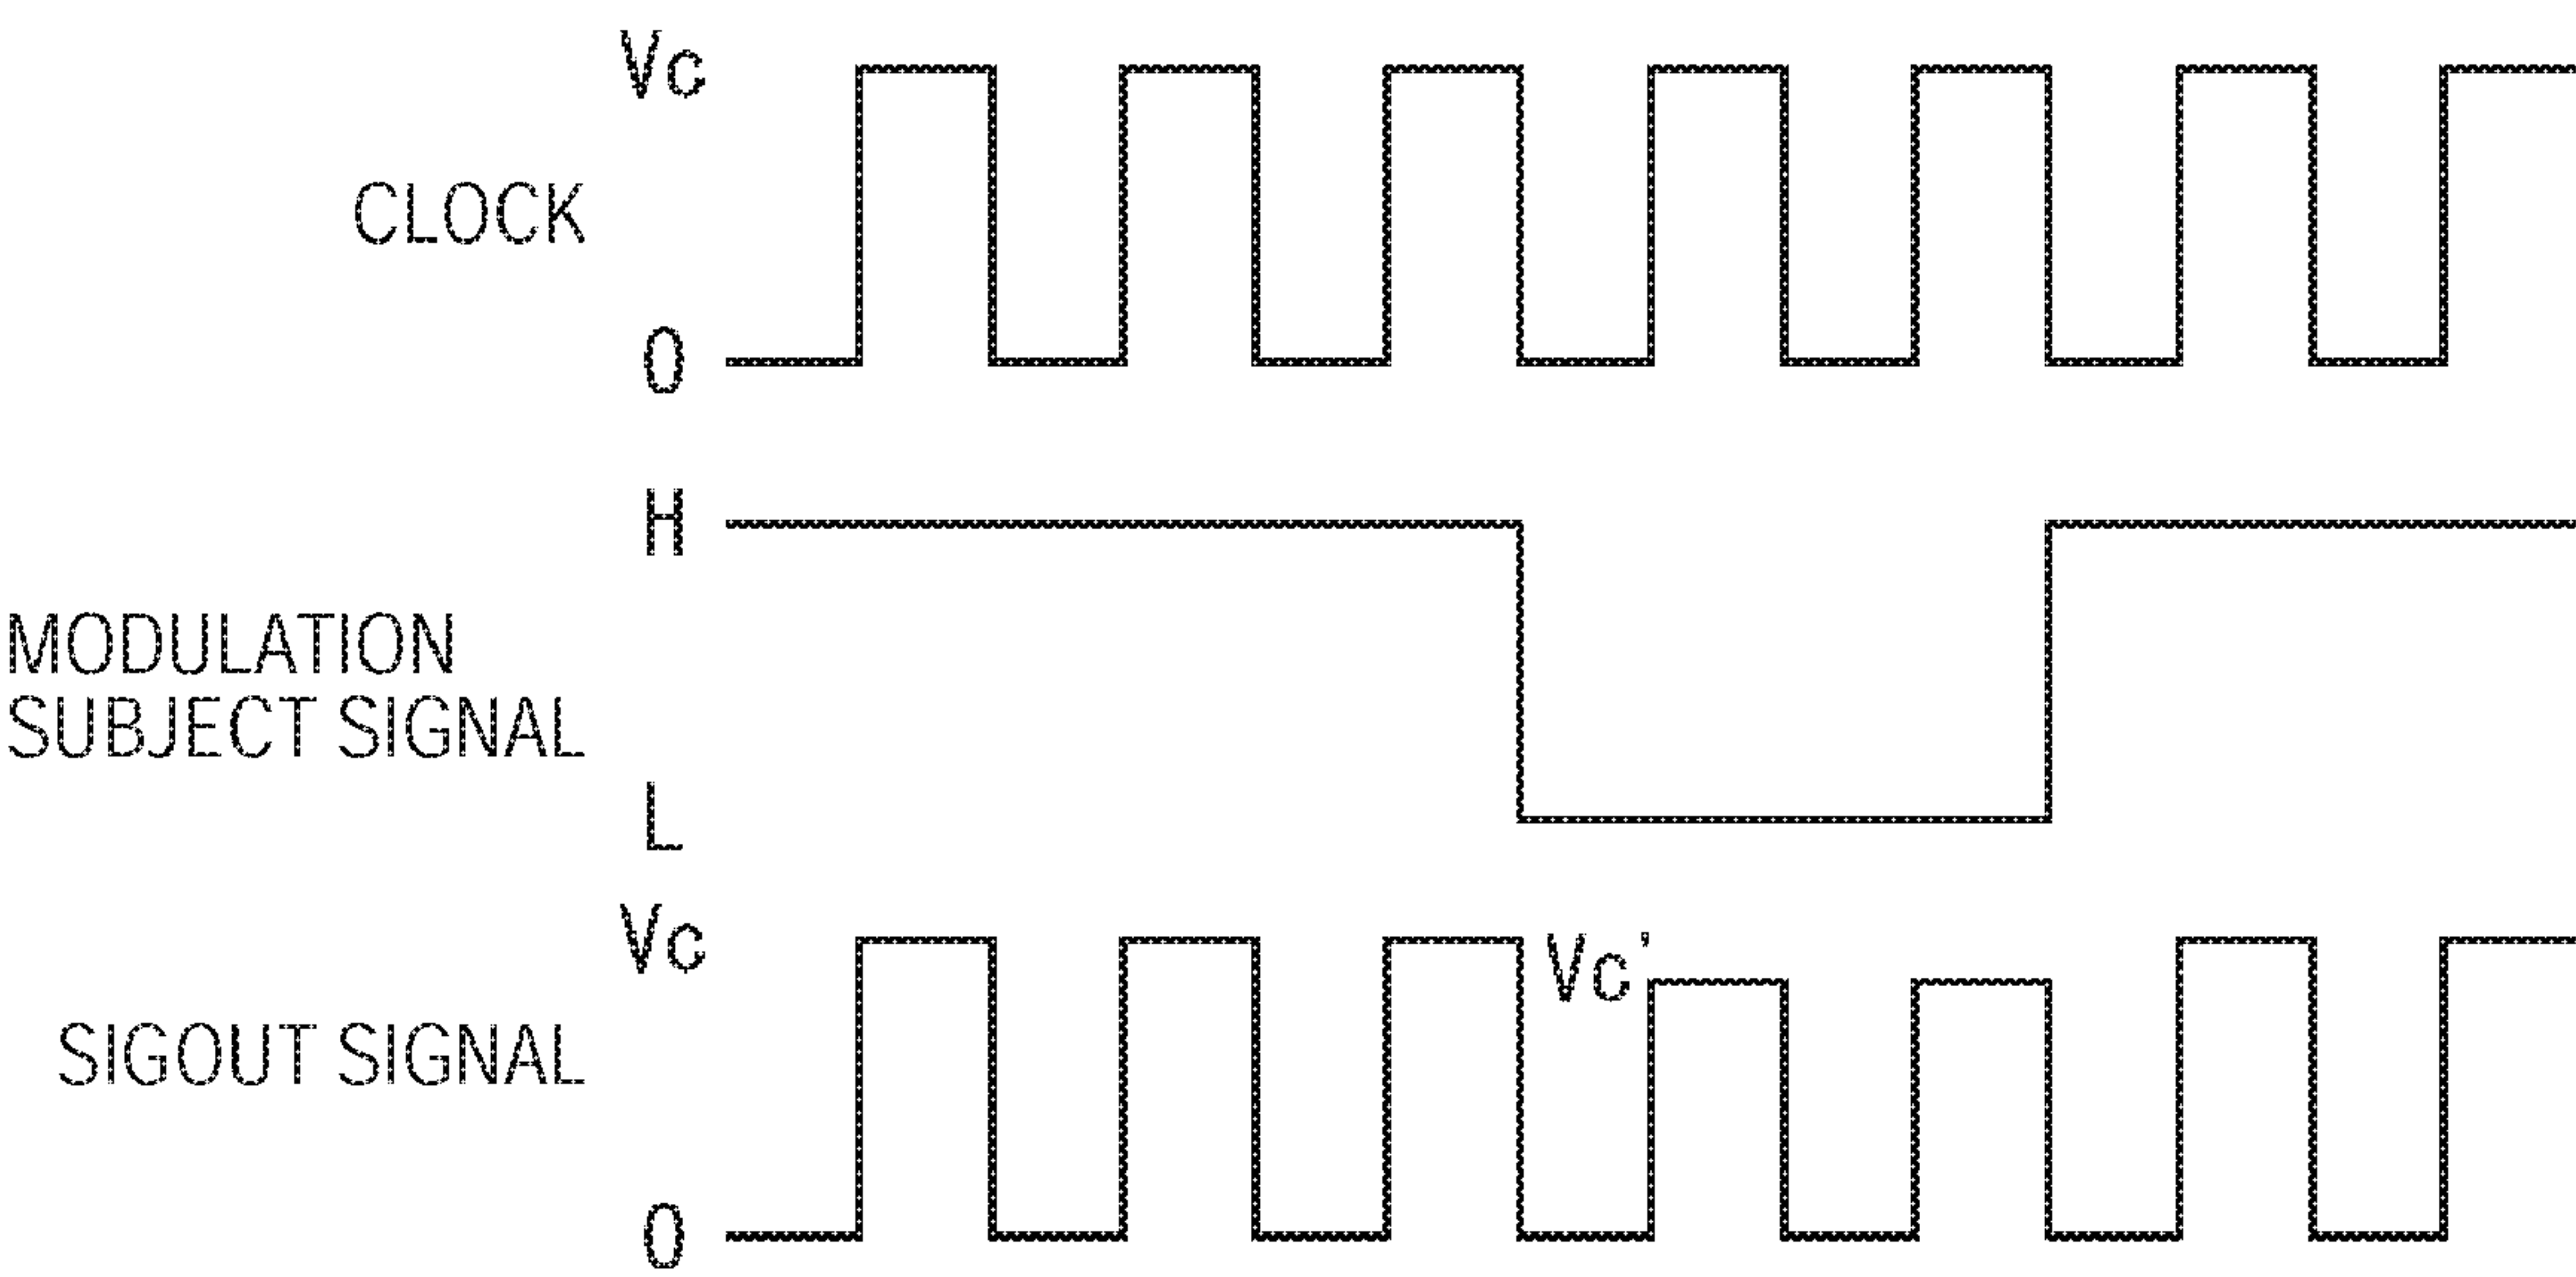 Vc
CLOCK
0
H
MODULATION
SUBJECT SIGNAL
L
Vc
Vc'
SIGOUT SIGNAL
0